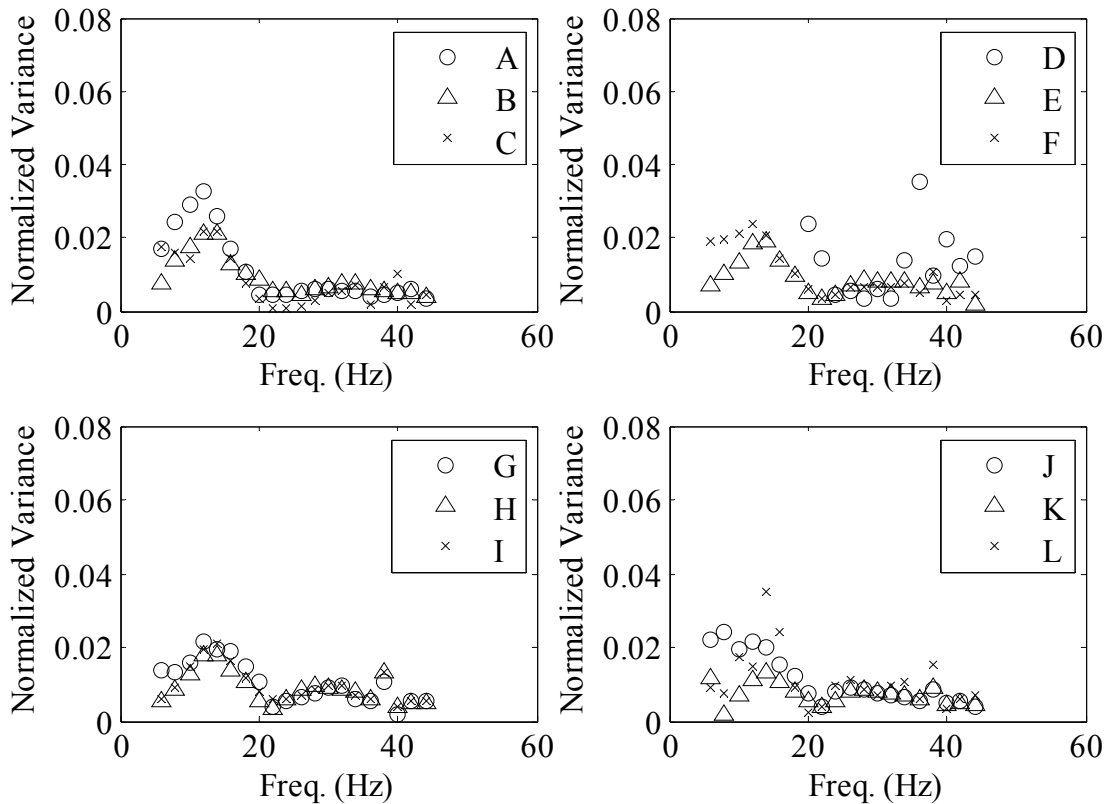 Normalized Variance
0.08
0.06
0.04
0.02
0
A
B
C
0 20 40 60
Freq. (Hz)
Normalized Variance
0.08
0.06
0.04
0.02
0
D
E
F
0 20 40 60
Freq. (Hz)
Normalized Variance
0.08
0.06
0.04
0.02
0
G
H
I
0 20 40 60
Freq. (Hz)
Normalized Variance
0.08
0.06
0.04
0.02
0
J
K
L
0 20 40 60
Freq. (Hz)